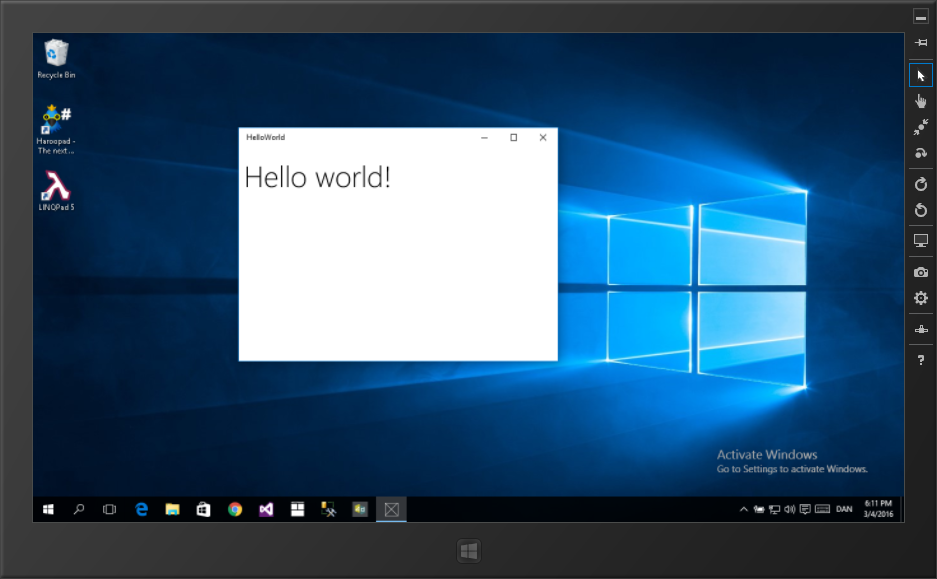 Recycle Bin
Haroopad -
The next ...
LINQPad 5
HelloWorld
Hello world!
Activate Windows
Go to Settings to activate Windows.
DAN
6:11 PM
3/4/2016
?